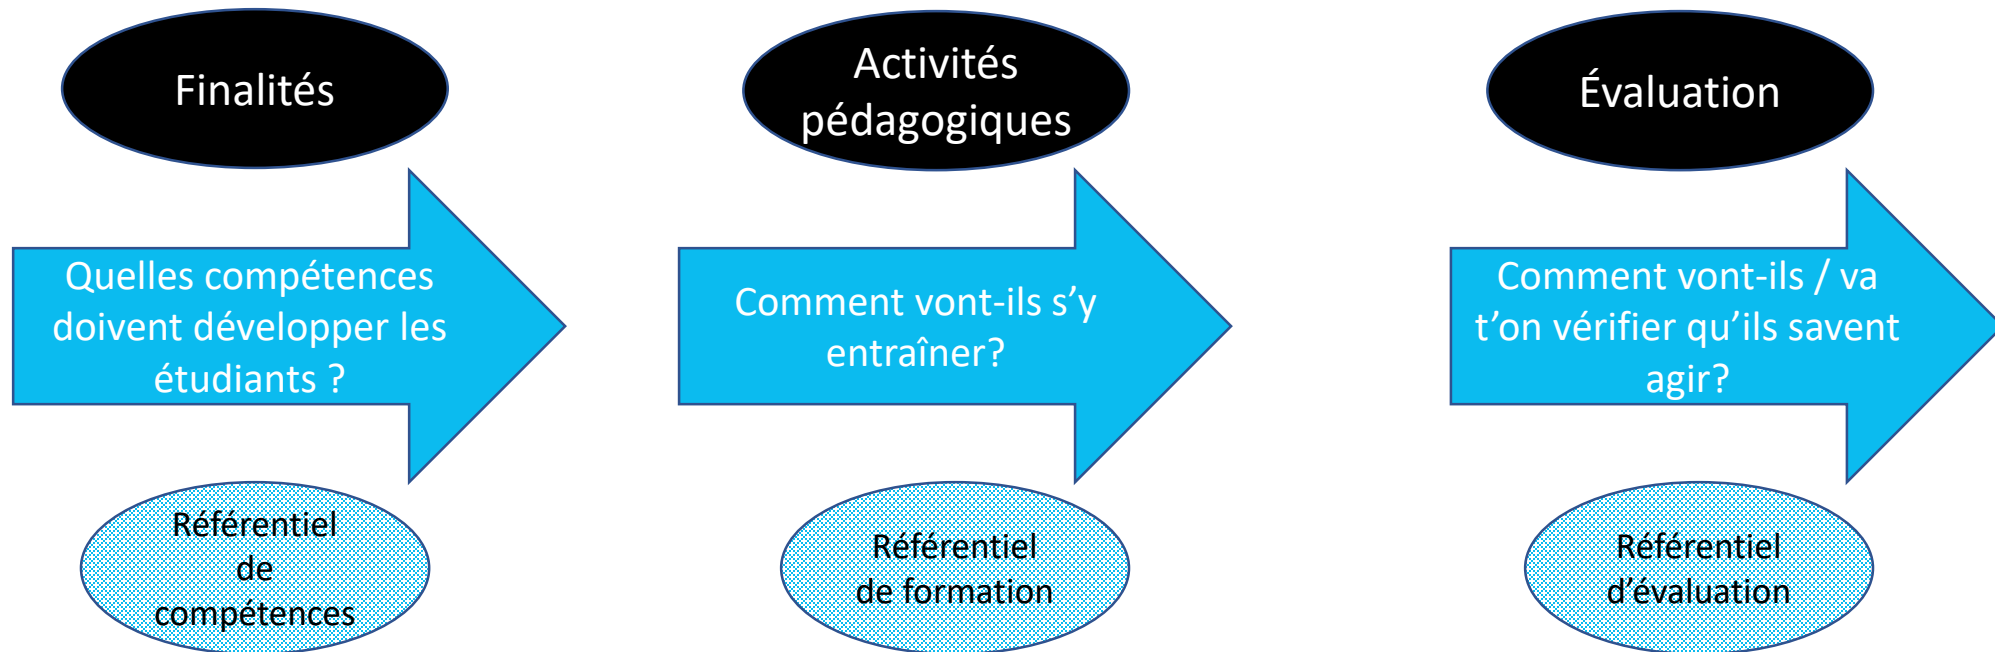 Finalités
Activités
pédagogiques
Évaluation
Quelles compétences
doivent développer les
étudiants ?
Comment vont-ils s’y
entraîner?
Comment vont-ils / va
t’on vérifier qu’ils savent
agir?
Référentiel
de
compétences
Référentiel
de formation
Référentiel
d’évaluation